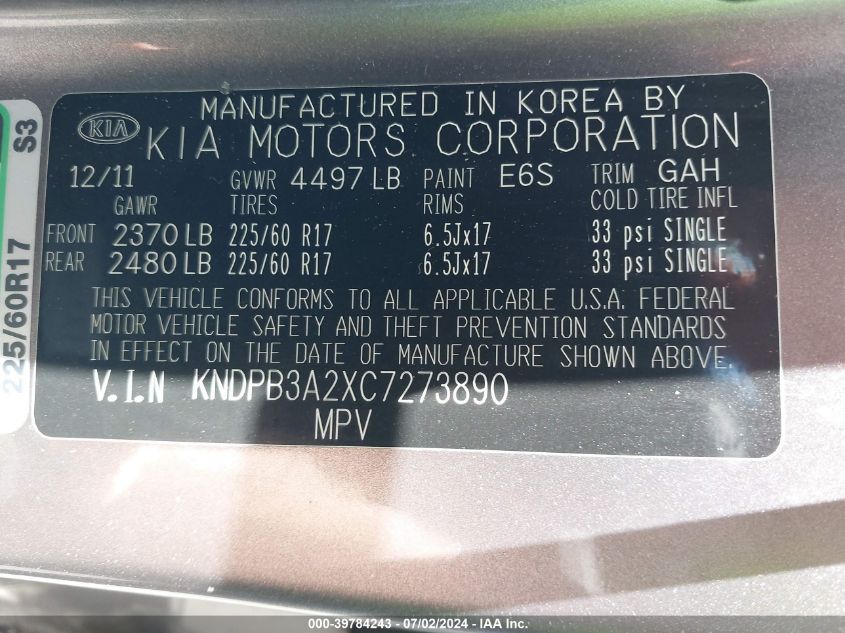 MANUFACTURED IN KOREA BY
KIA
KIA MOTORS CORPORATION
12/11 GVWR 4497 LB PAINT E6S TRIM GAH
GAWR TIRES RIMS COLD TIRE INFL
FRONT 2370 LB 225/60 R17 6.5Jx17 33 psi SINGLE
REAR 2480 LB 225/60 R17 6.5Jx17 33 psi SINGLE
THIS VEHICLE CONFORMS TO ALL APPLICABLE U.S.A. FEDERAL
MOTOR VEHICLE SAFETY AND THEFT PREVENTION STANDARDS
IN EFFECT ON THE DATE OF MANUFACTURE SHOWN ABOVE.
V.I.N KNDPB3A2XC7273890
MPV
225/60R17 S3
000-39784243 - 07/02/2024 - IAA Inc.